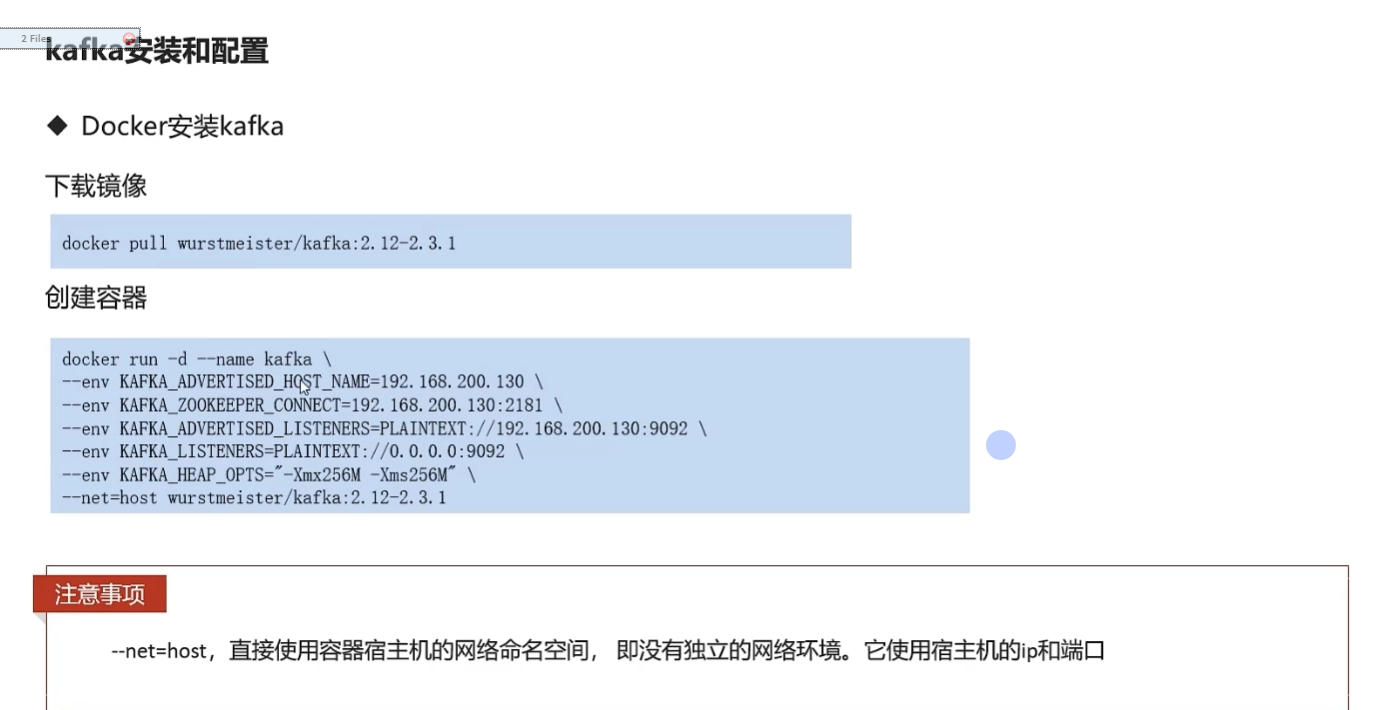 2 Files
kafka安装和配置
◆ Docker安装kafka
下载镜像
docker pull wurstmeister/kafka:2.12-2.3.1
创建容器
docker run -d --name kafka \
--env KAFKA_ADVERTISED_HOST_NAME=192.168.200.130 \
--env KAFKA_ZOOKEEPER_CONNECT=192.168.200.130:2181 \
--env KAFKA_ADVERTISED_LISTENERS=PLAINTEXT://192.168.200.130:9092 \
--env KAFKA_LISTENERS=PLAINTEXT://0.0.0.0:9092 \
--env KAFKA_HEAP_OPTS="-Xmx256M -Xms256M" \
--net=host wurstmeister/kafka:2.12-2.3.1
注意事项
--net=host，直接使用容器宿主机的网络命名空间， 即没有独立的网络环境。它使用宿主机的ip和端口